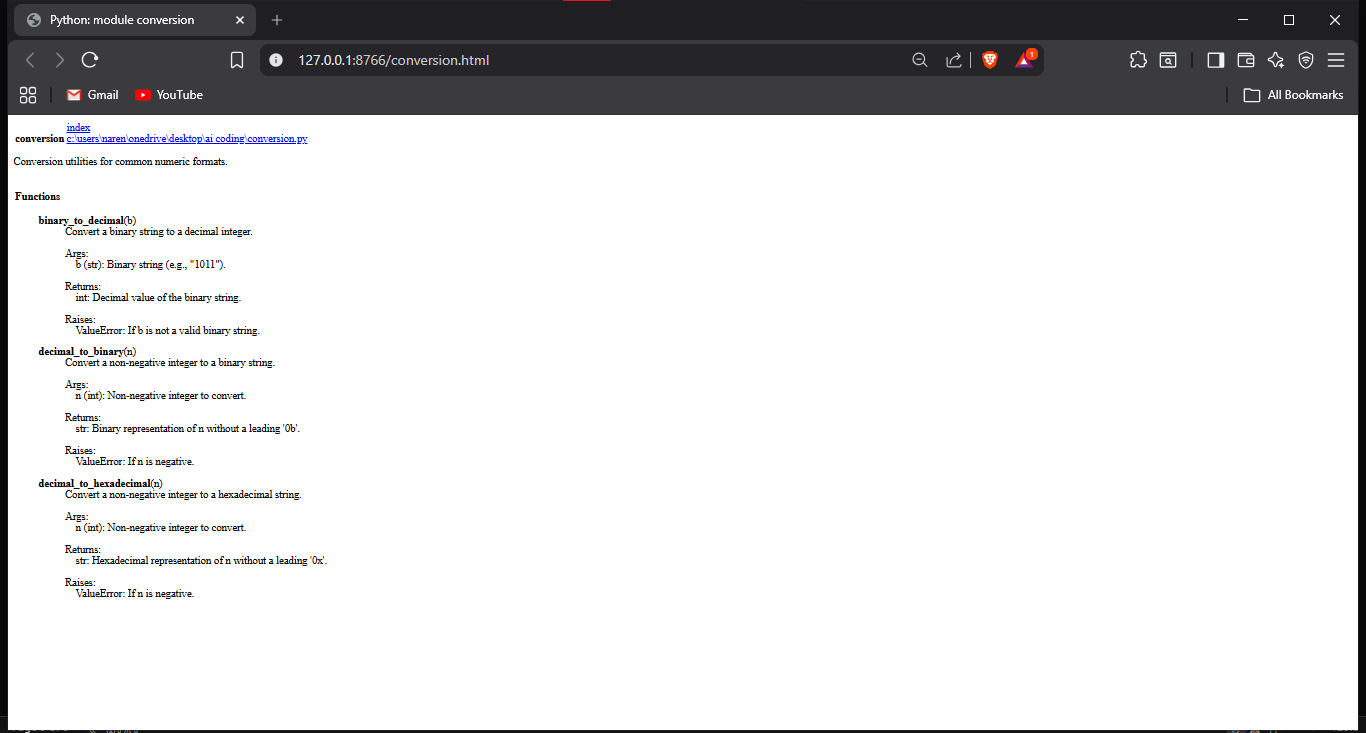 Python: module conversion
127.0.0.1:8766/conversion.html
1
Gmail
YouTube
All Bookmarks
index
conversion c:\users\naren\onedrive\desktop\ai coding\conversion.py
Conversion utilities for common numeric formats.
Functions
binary_to_decimal(b)
Convert a binary string to a decimal integer.
Args:
b (str): Binary string (e.g., "1011").
Returns:
int: Decimal value of the binary string.
Raises:
ValueError: If b is not a valid binary string.
decimal_to_binary(n)
Convert a non-negative integer to a binary string.
Args:
n (int): Non-negative integer to convert.
Returns:
str: Binary representation of n without a leading '0b'.
Raises:
ValueError: If n is negative.
decimal_to_hexadecimal(n)
Convert a non-negative integer to a hexadecimal string.
Args:
n (int): Non-negative integer to convert.
Returns:
str: Hexadecimal representation of n without a leading '0x'.
Raises:
ValueError: If n is negative.